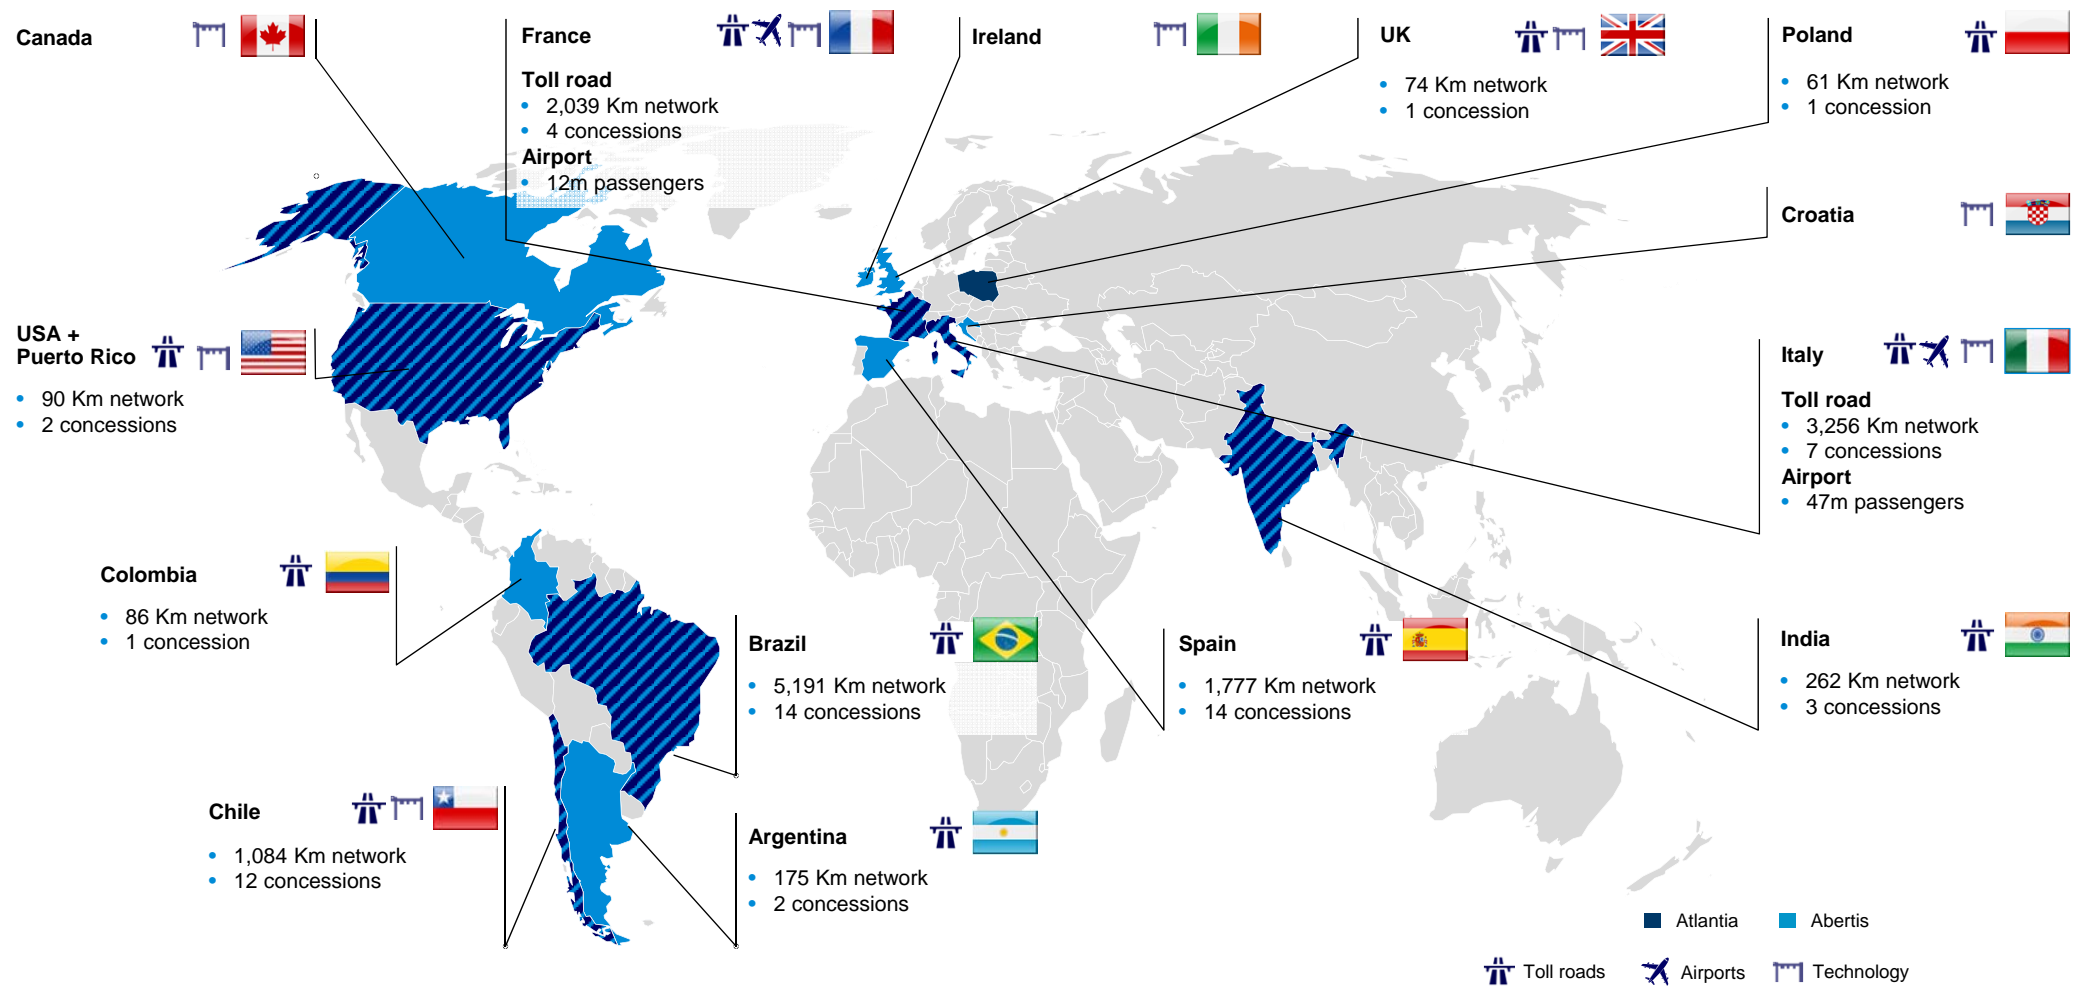 Canada
France
Toll road
• 2,039 Km network
• 4 concessions
Airport
• 12m passengers
Ireland
UK
• 74 Km network
• 1 concession
Poland
• 61 Km network
• 1 concession
Croatia
USA +
Puerto Rico
• 90 Km network
• 2 concessions
Italy
Toll road
• 3,256 Km network
• 7 concessions
Airport
• 47m passengers
Colombia
• 86 Km network
• 1 concession
Brazil
• 5,191 Km network
• 14 concessions
Spain
• 1,777 Km network
• 14 concessions
India
• 262 Km network
• 3 concessions
Chile
• 1,084 Km network
• 12 concessions
Argentina
• 175 Km network
• 2 concessions
Atlantia
Abertis
Toll roads
Airports
Technology